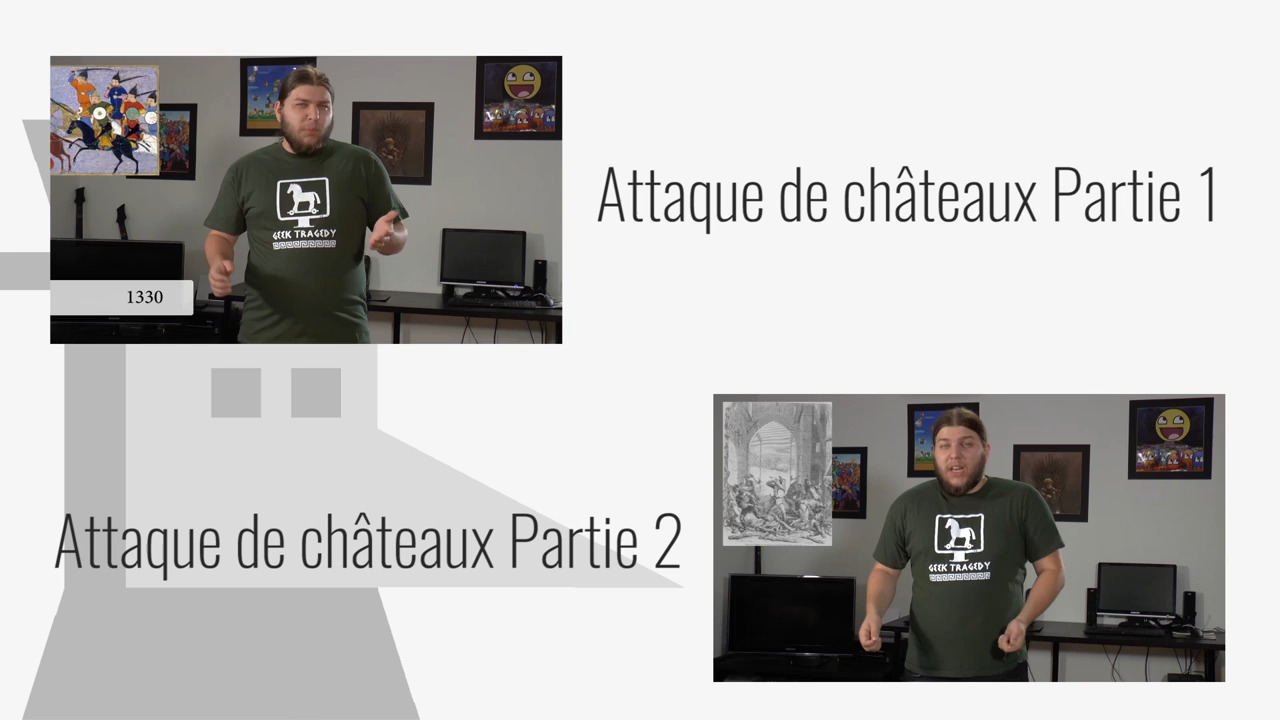 Attaque de châteaux Partie 1
GEEK TRAGEDY
1330
Attaque de châteaux Partie 2
GEEK TRAGEDY